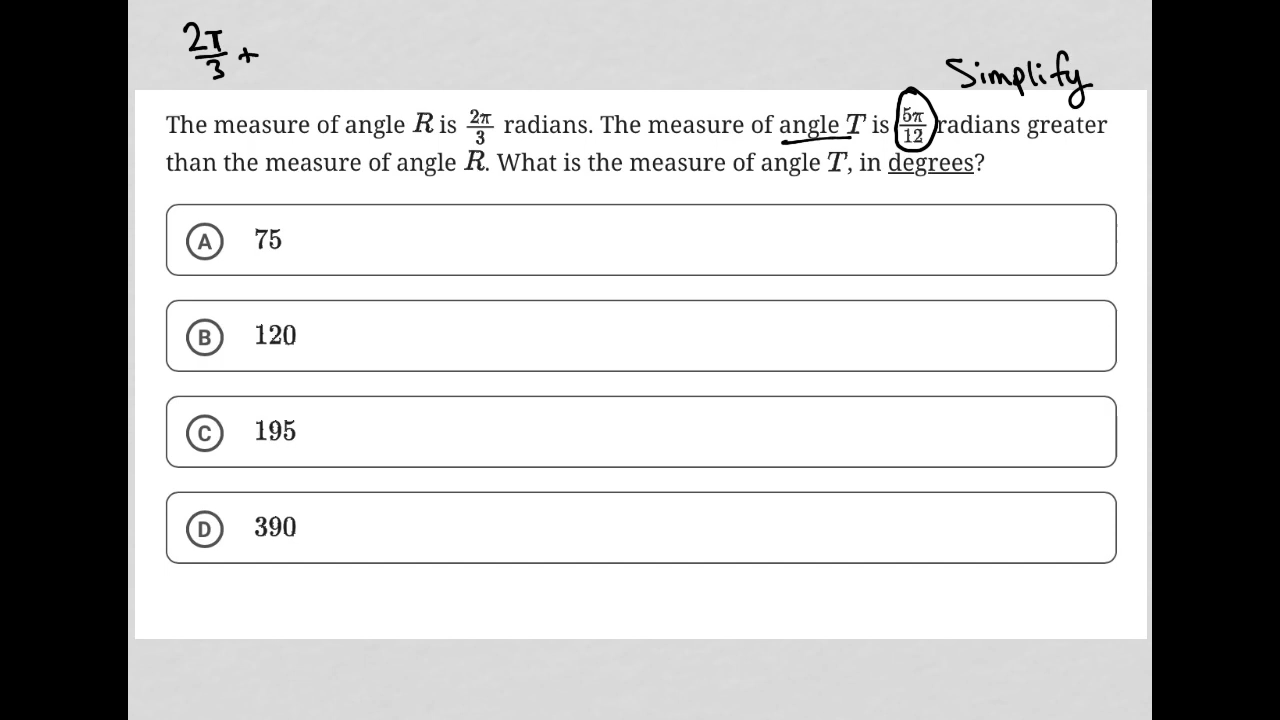 2π/3 +
Simplify
The measure of angle R is 2π/3 radians. The measure of angle T is 5π/12 radians greater
than the measure of angle R. What is the measure of angle T, in degrees?
A 75
B 120
C 195
D 390